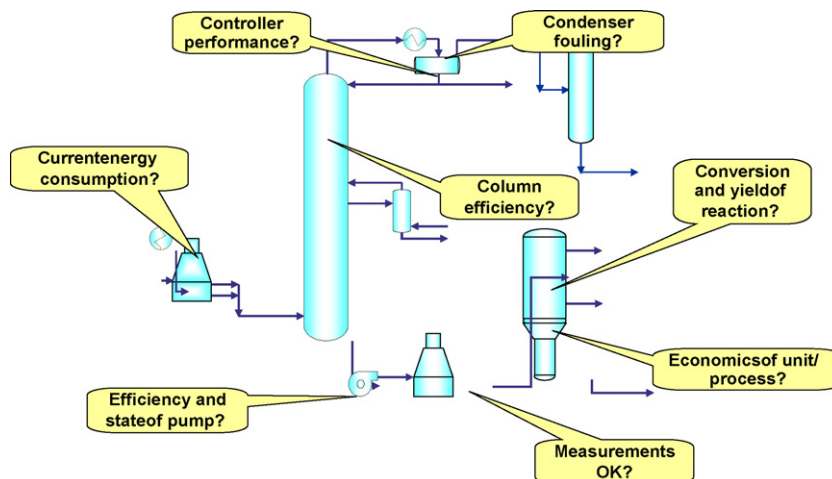 Controller
performance?
Condenser
fouling?
Currentenergy
consumption?
Column
efficiency?
Conversion
and yieldof
reaction?
Economicsof unit/
process?
Efficiency and
stateof pump?
Measurements
OK?